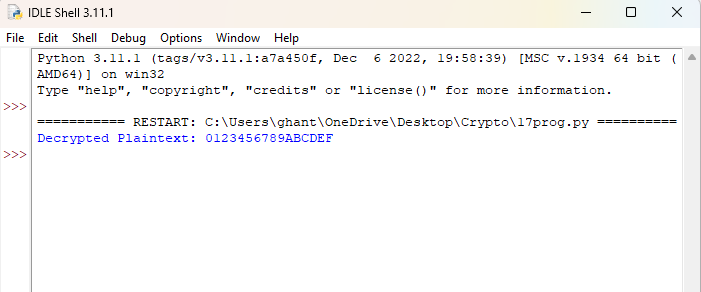 IDLE Shell 3.11.1
File Edit Shell Debug Options Window Help
Python 3.11.1 (tags/v3.11.1:a7a450f, Dec  6 2022, 19:58:39) [MSC v.1934 64 bit (
AMD64)] on win32
Type "help", "copyright", "credits" or "license()" for more information.
>>>
=========== RESTART: C:\Users\ghant\OneDrive\Desktop\Crypto\17prog.py ==========
Decrypted Plaintext: 0123456789ABCDEF
>>>